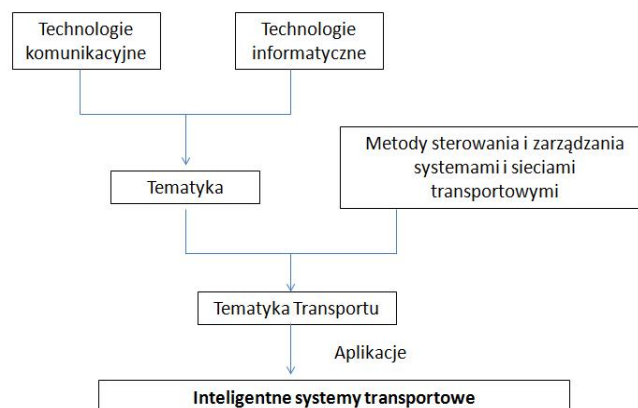 Technologie
komunikacyjne
Technologie
informatyczne
Metody sterowania i zarządzania
systemami i sieciami
transportowymi
Tematyka
Tematyka Transportu
Aplikacje
Inteligentne systemy transportowe